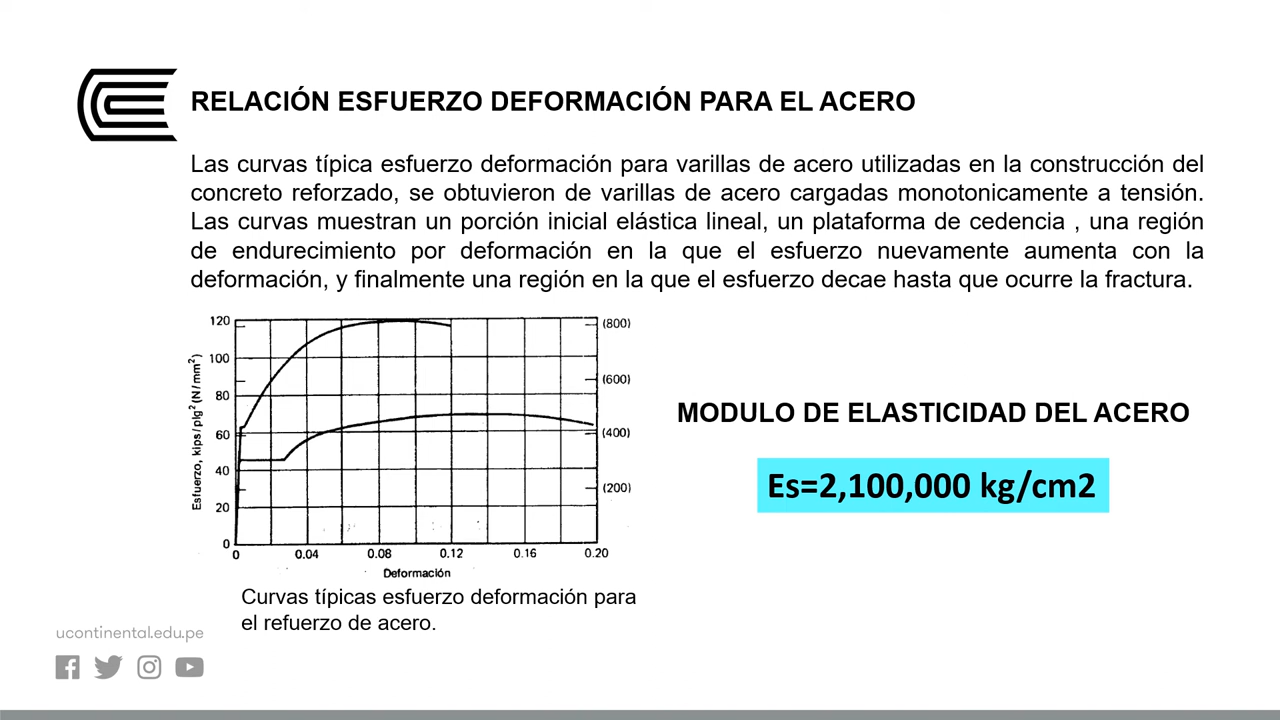 RELACIÓN ESFUERZO DEFORMACIÓN PARA EL ACERO
Las curvas típica esfuerzo deformación para varillas de acero utilizadas en la construcción del
concreto reforzado, se obtuvieron de varillas de acero cargadas monotonicamente a tensión.
Las curvas muestran un porción inicial elástica lineal, un plataforma de cedencia , una región
de endurecimiento por deformación en la que el esfuerzo nuevamente aumenta con la
deformación, y finalmente una región en la que el esfuerzo decae hasta que ocurre la fractura.
Esfuerzo, kips/plg² (N/mm²)
120
100
80
60
40
20
0
(800)
(600)
(400)
(200)
0 0.04 0.08 0.12 0.16 0.20
Deformación
Curvas típicas esfuerzo deformación para
el refuerzo de acero.
MODULO DE ELASTICIDAD DEL ACERO
Es=2,100,000 kg/cm2
ucontinental.edu.pe